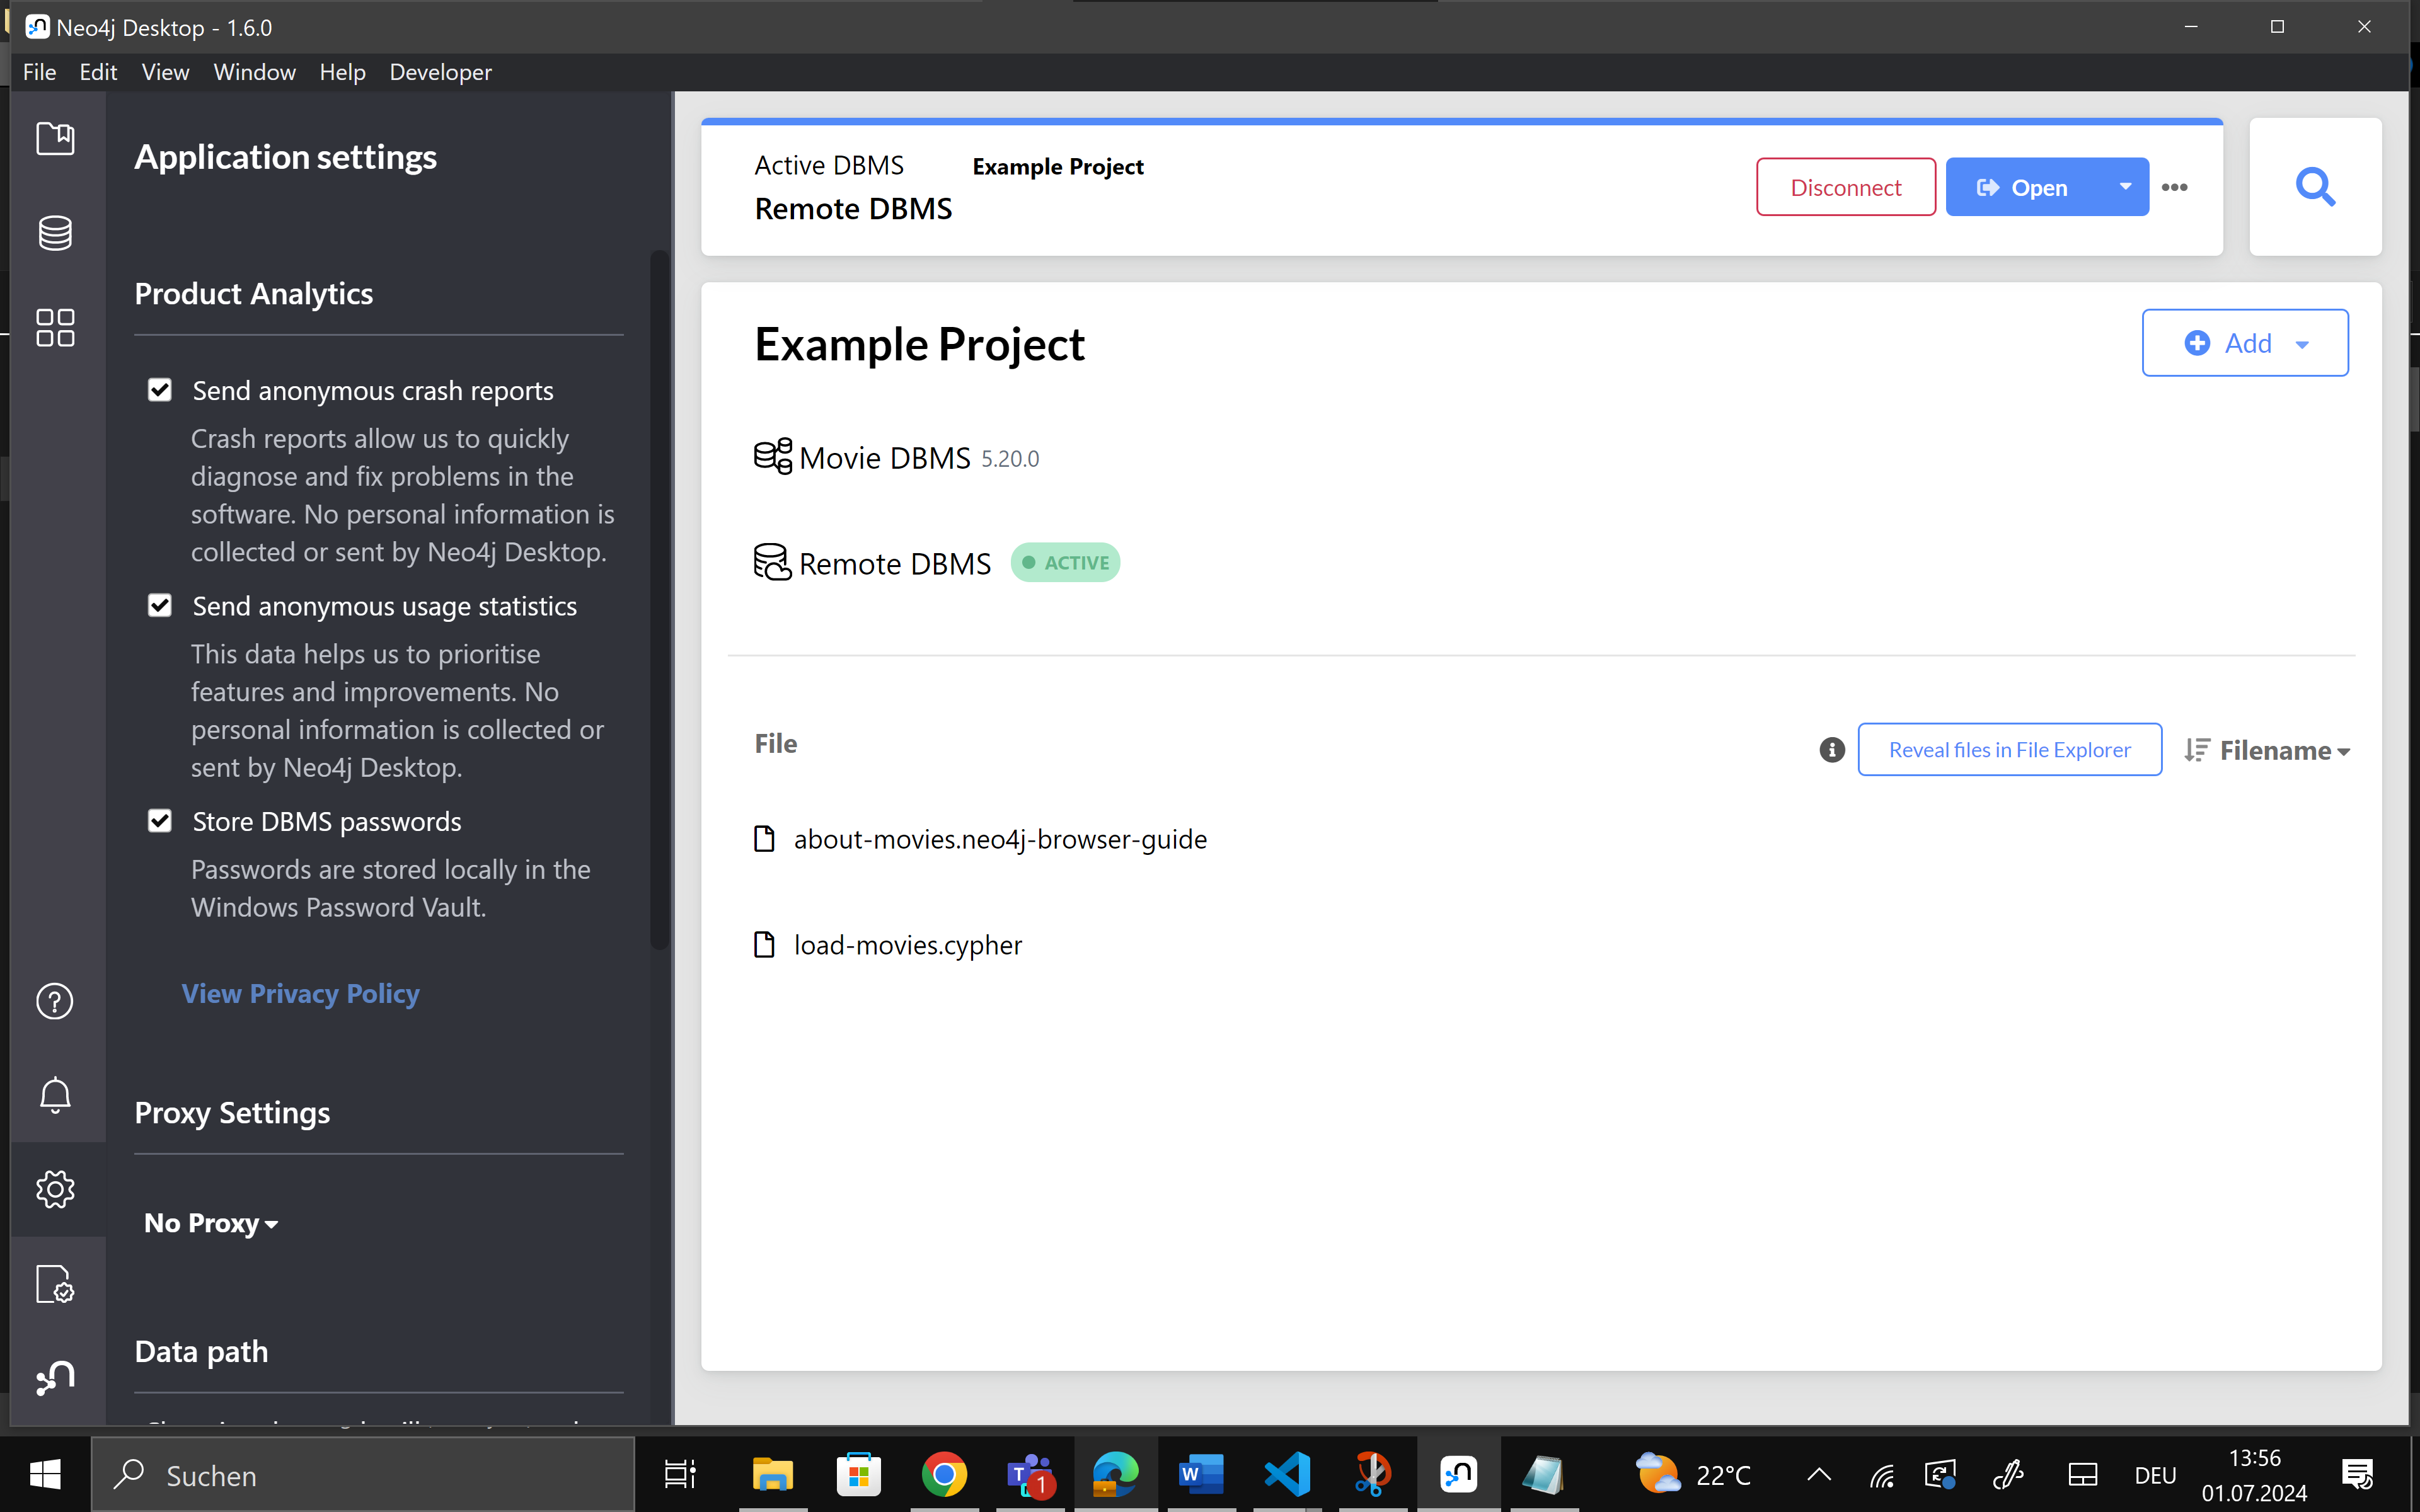 Neo4j Desktop - 1.6.0
File Edit View Window Help Developer
Application settings
Product Analytics
Send anonymous crash reports
Crash reports allow us to quickly
diagnose and fix problems in the
software. No personal information is
collected or sent by Neo4j Desktop.
Send anonymous usage statistics
This data helps us to prioritise
features and improvements. No
personal information is collected or
sent by Neo4j Desktop.
Store DBMS passwords
Passwords are stored locally in the
Windows Password Vault.
View Privacy Policy
Proxy Settings
No Proxy
Data path
Active DBMS
Example Project
Remote DBMS
Disconnect
Open
Example Project
Add
Movie DBMS 5.20.0
Remote DBMS ACTIVE
File
Reveal files in File Explorer
Filename
about-movies.neo4j-browser-guide
load-movies.cypher
Suchen
1
22°C
DEU
13:56
01.07.2024